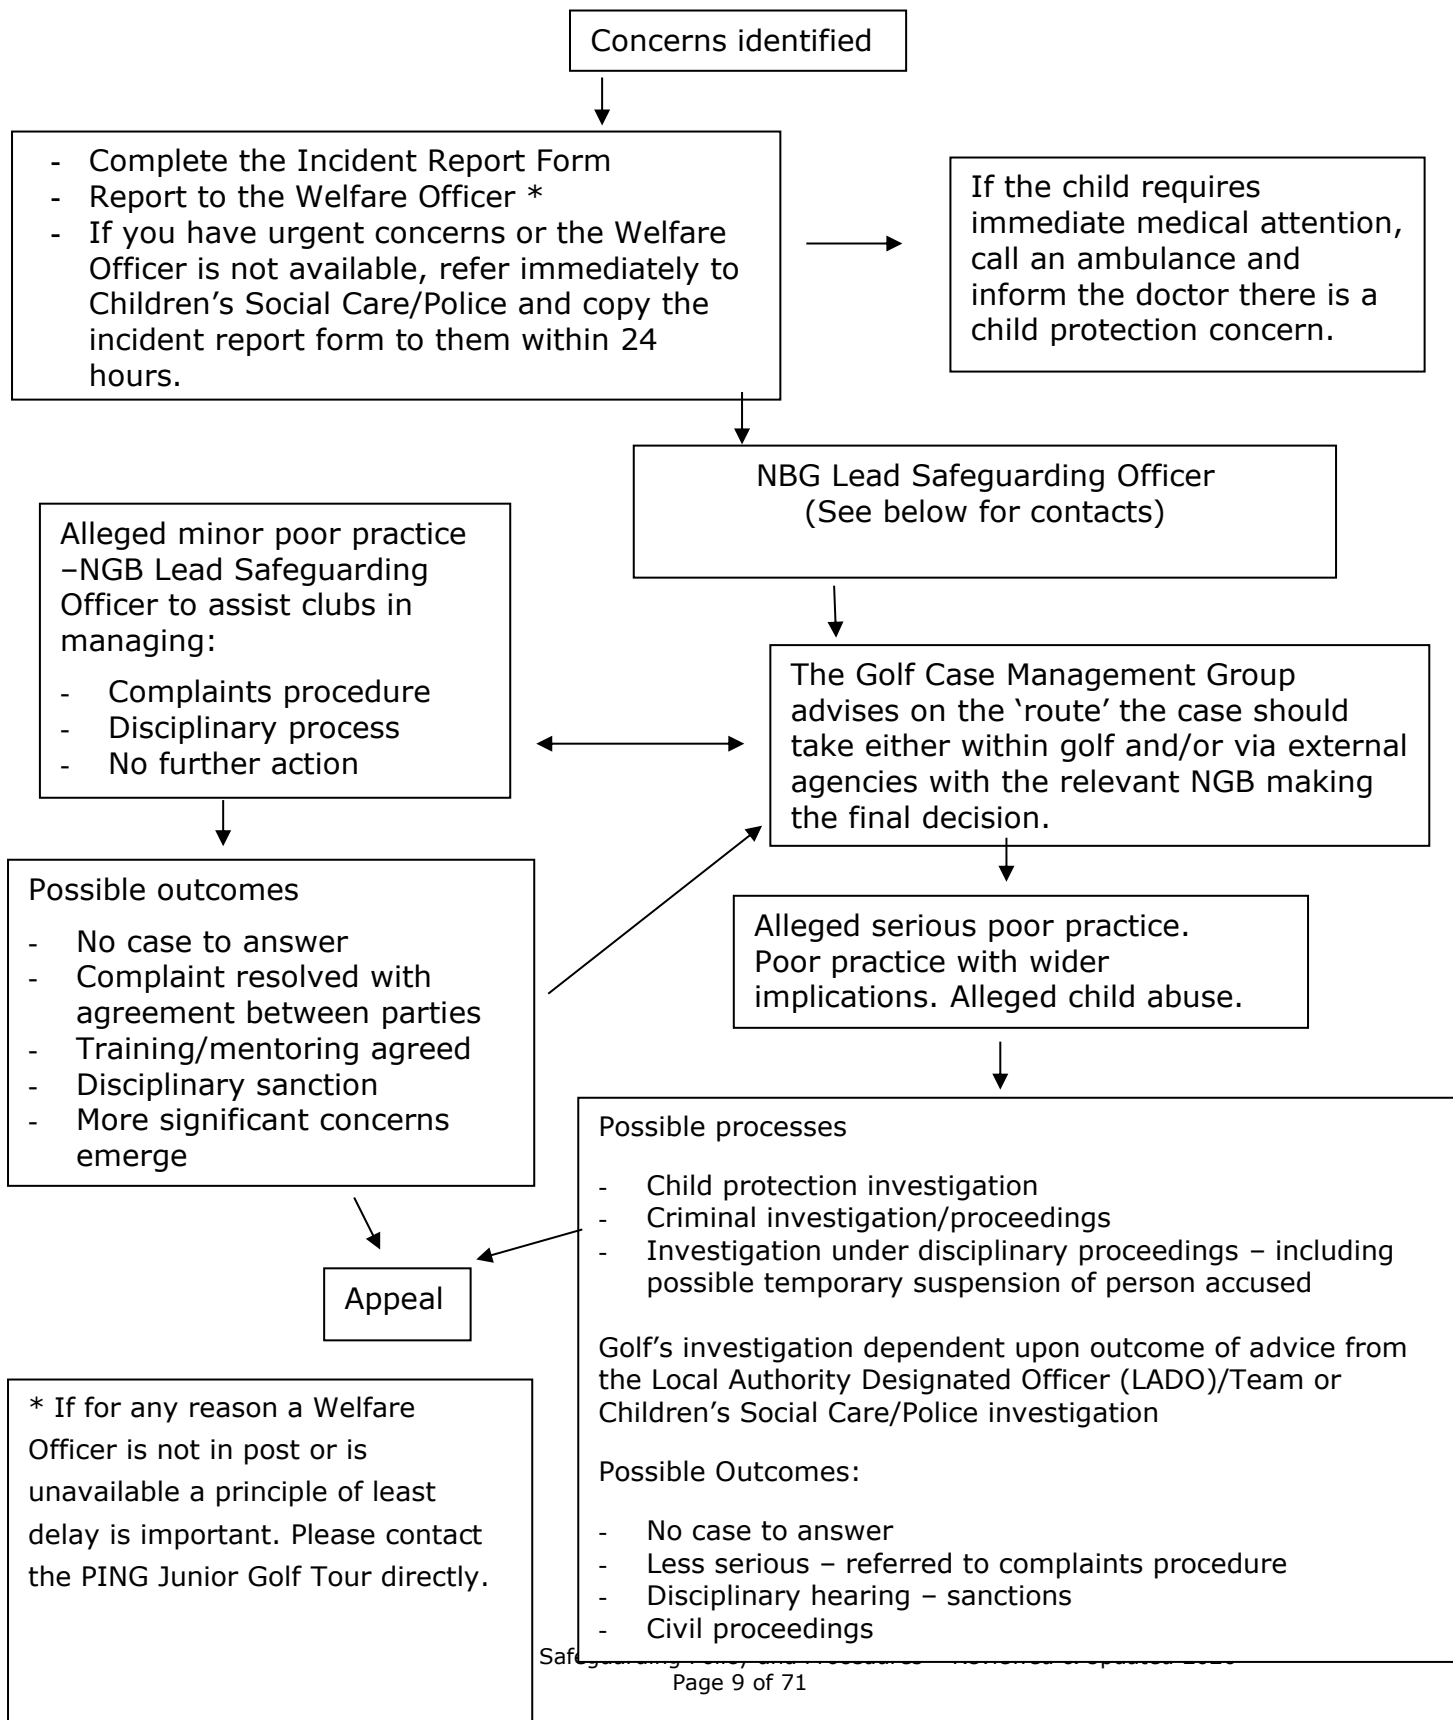 Concerns identified
- Complete the Incident Report Form
- Report to the Welfare Officer *
- If you have urgent concerns or the Welfare
Officer is not available, refer immediately to
Children’s Social Care/Police and copy the
incident report form to them within 24
hours.
If the child requires
immediate medical attention,
call an ambulance and
inform the doctor there is a
child protection concern.
NBG Lead Safeguarding Officer
(See below for contacts)
Alleged minor poor practice
–NGB Lead Safeguarding
Officer to assist clubs in
managing:
- Complaints procedure
- Disciplinary process
- No further action
The Golf Case Management Group
advises on the ‘route’ the case should
take either within golf and/or via external
agencies with the relevant NGB making
the final decision.
Possible outcomes
- No case to answer
- Complaint resolved with
agreement between parties
- Training/mentoring agreed
- Disciplinary sanction
- More significant concerns
emerge
Alleged serious poor practice.
Poor practice with wider
implications. Alleged child abuse.
Possible processes
- Child protection investigation
- Criminal investigation/proceedings
- Investigation under disciplinary proceedings – including
possible temporary suspension of person accused
Golf’s investigation dependent upon outcome of advice from
the Local Authority Designated Officer (LADO)/Team or
Children’s Social Care/Police investigation
Possible Outcomes:
- No case to answer
- Less serious – referred to complaints procedure
- Disciplinary hearing – sanctions
- Civil proceedings
Appeal
* If for any reason a Welfare
Officer is not in post or is
unavailable a principle of least
delay is important. Please contact
the PING Junior Golf Tour directly.
Safeguarding Policy and Procedures
Page 9 of 71